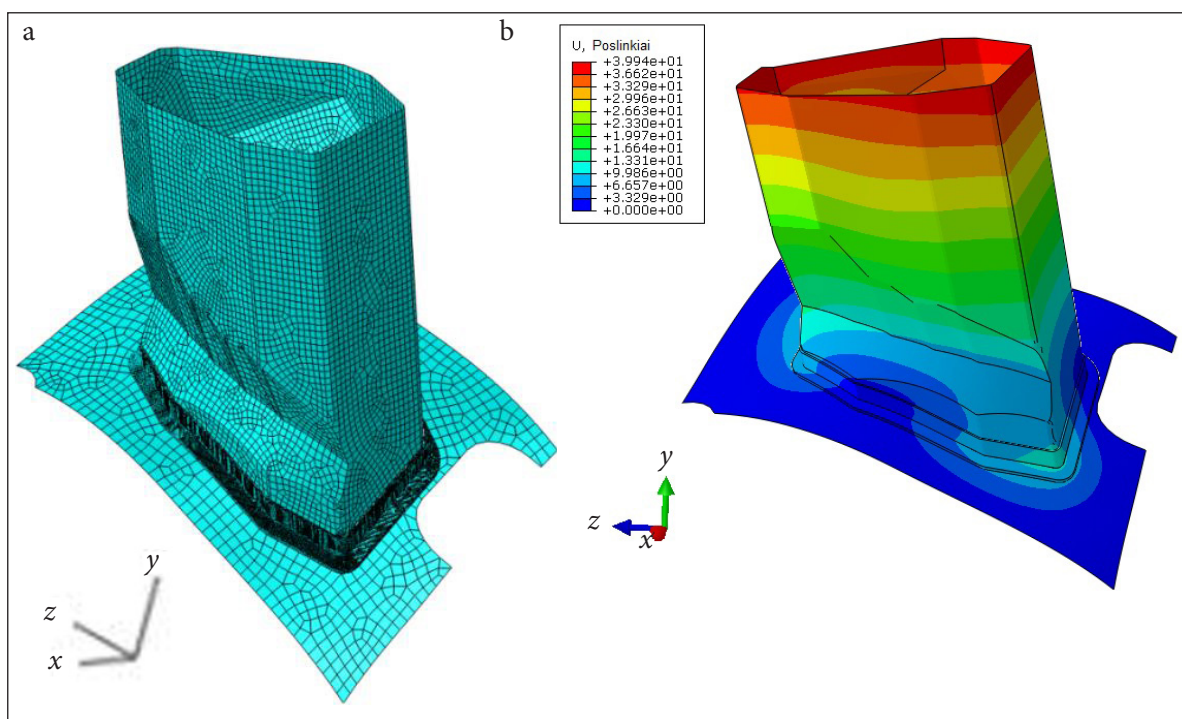 a
b
U, Poslinkiai
+3.994e+01
+3.662e+01
+3.329e+01
+2.996e+01
+2.663e+01
+2.330e+01
+1.997e+01
+1.664e+01
+1.331e+01
+9.986e+00
+6.657e+00
+3.329e+00
+0.000e+00
y
z
x
y
z
x